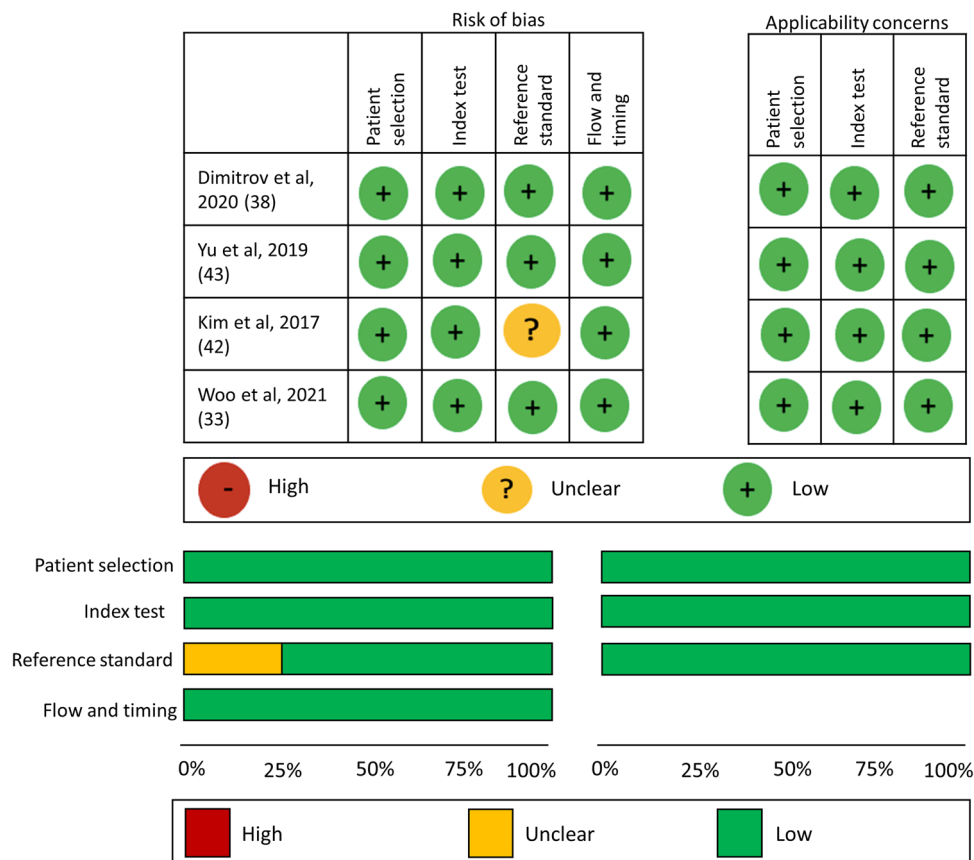 Risk of bias
Applicability concerns
Patient
selection
Index test
Reference
standard
Flow and
timing
Patient
selection
Index test
Reference
standard
Dimitrov et al,
2020 (38)
+ + + + + + +
Yu et al, 2019
(43)
+ + + + + + +
Kim et al, 2017
(42)
+ + ? + + + +
Woo et al, 2021
(33)
+ + + + + + +
- High ? Unclear + Low
Patient selection
Index test
Reference standard
Flow and timing
0% 25% 50% 75% 100% 0% 25% 50% 75% 100%
High Unclear Low